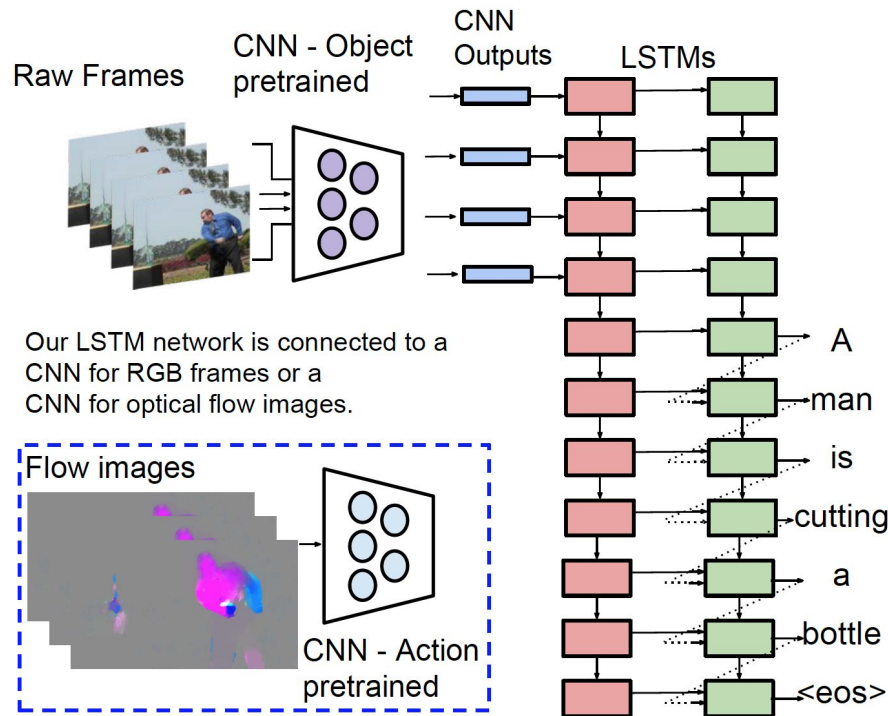 Raw Frames
CNN - Object
pretrained
CNN
Outputs
LSTMs
Our LSTM network is connected to a
CNN for RGB frames or a
CNN for optical flow images.
Flow images
CNN - Action
pretrained
A
man
is
cutting
a
bottle
<eos>